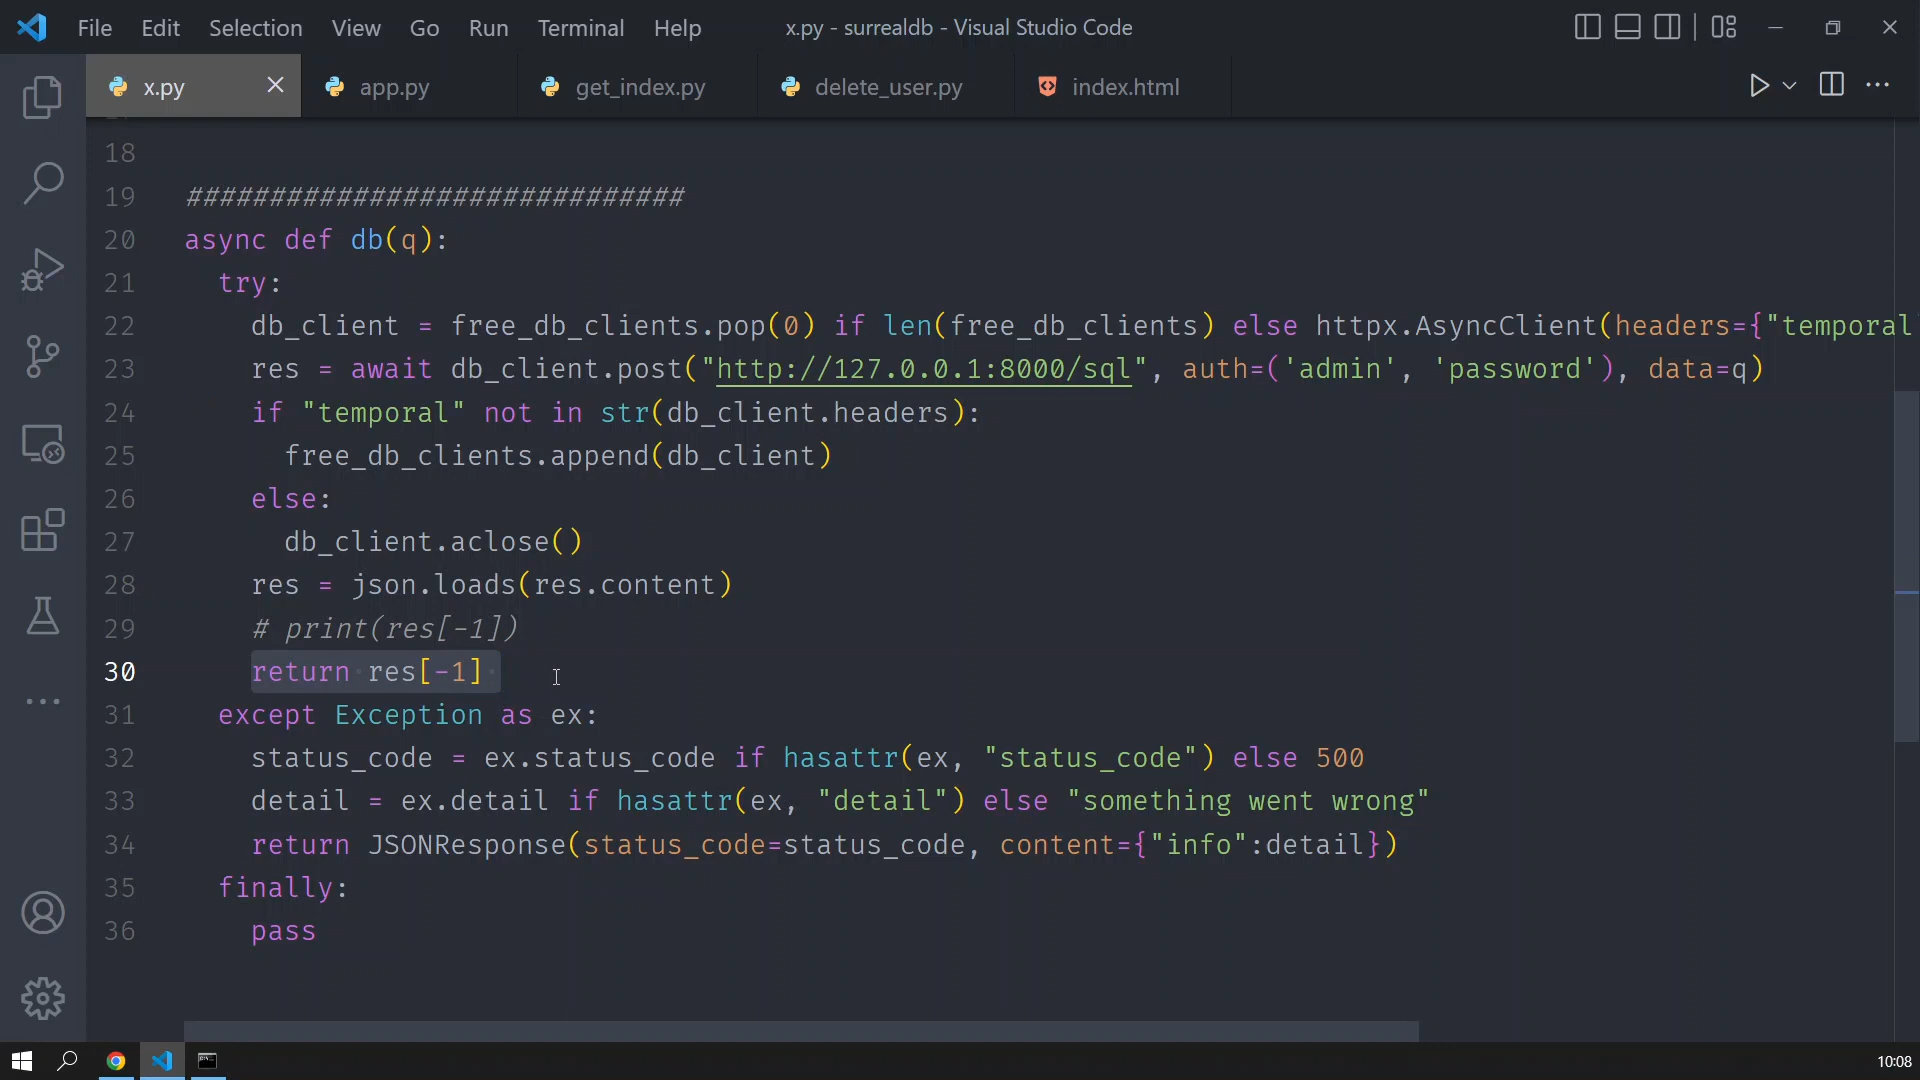 File Edit Selection View Go Run Terminal Help x.py - surrealdb - Visual Studio Code
x.py app.py get_index.py delete_user.py index.html
18
19 ##############################
20 async def db(q):
21 try:
22 db_client = free_db_clients.pop(0) if len(free_db_clients) else httpx.AsyncClient(headers={"temporal
23 res = await db_client.post("http://127.0.0.1:8000/sql", auth=('admin', 'password'), data=q)
24 if "temporal" not in str(db_client.headers):
25 free_db_clients.append(db_client)
26 else:
27 db_client.aclose()
28 res = json.loads(res.content)
29 # print(res[-1])
30 return res[-1]
31 except Exception as ex:
32 status_code = ex.status_code if hasattr(ex, "status_code") else 500
33 detail = ex.detail if hasattr(ex, "detail") else "something went wrong"
34 return JSONResponse(status_code=status_code, content={"info":detail})
35 finally:
36 pass
10:08